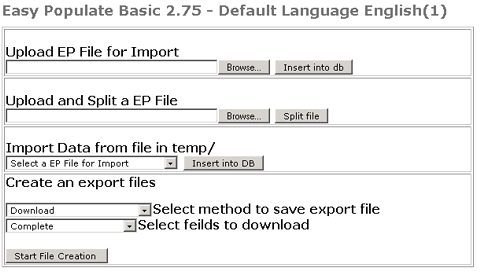 Easy Populate Basic 2.75 - Default Language English(1)
Upload EP File for Import
Browse... Insert into db
Upload and Split a EP File
Browse... Split file
Import Data from file in temp/
Select a EP File for Import Insert into DB
Create an export files
Download Select method to save export file
Complete Select feilds to download
Start File Creation